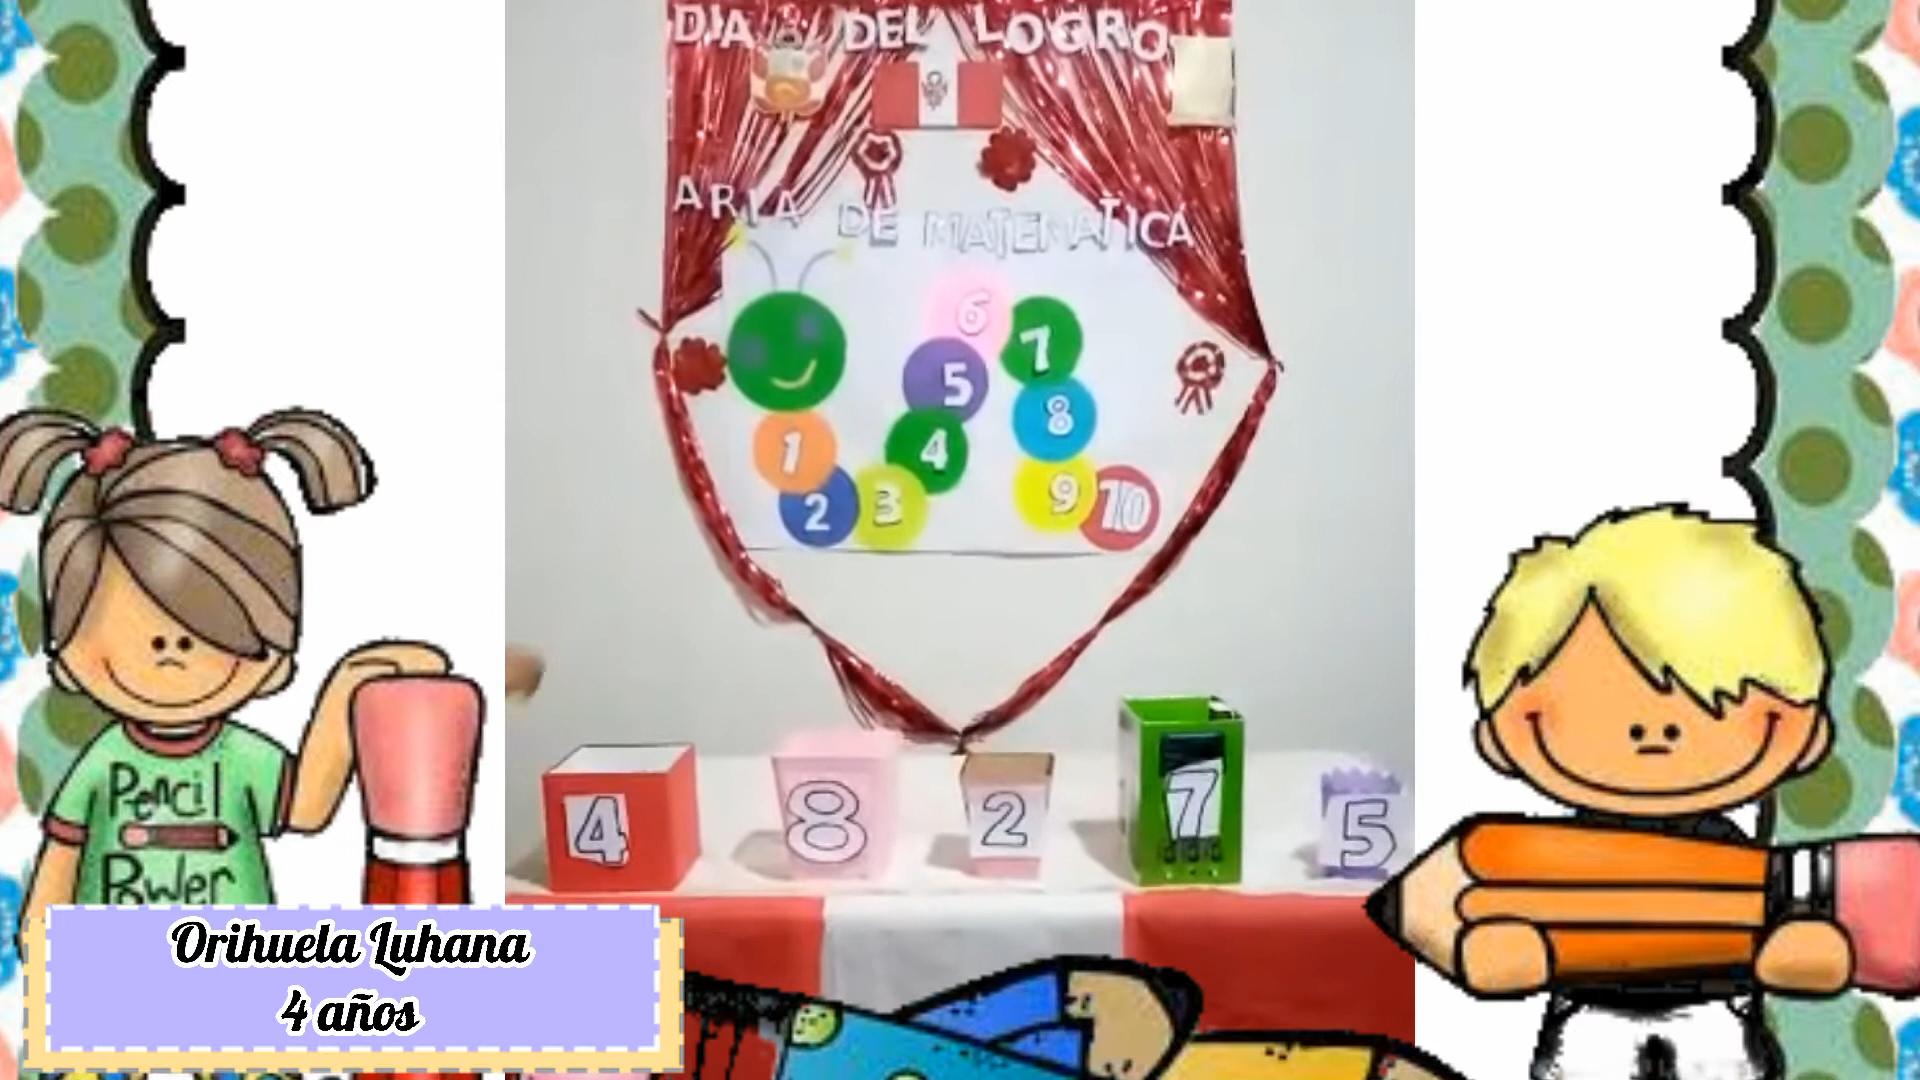 DIA DEL LOGRO
ARIA DE MATEMATICA
6
7
5
8
1
4
2
3
9
10
4
8
2
7
5
Pencil
Power
Orihuela Luhana
4 años